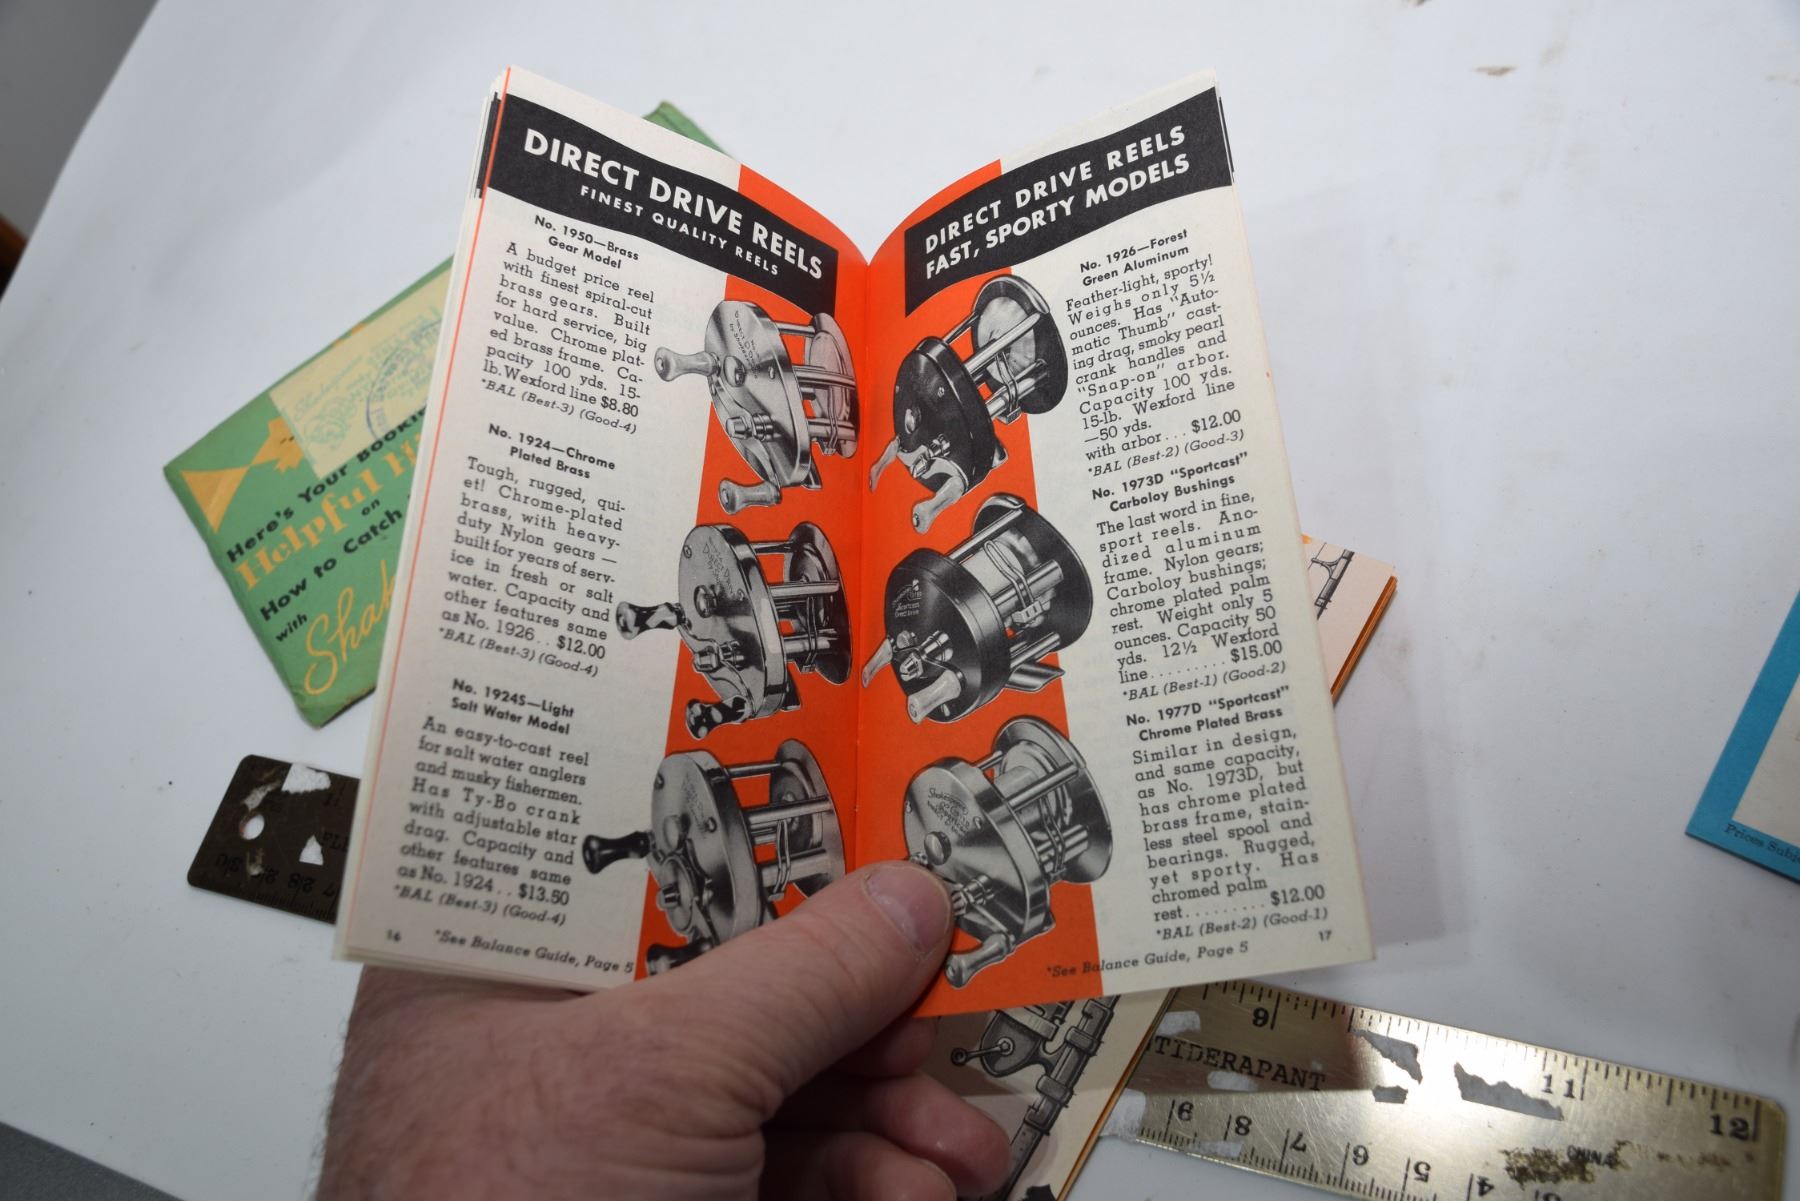 DIRECT DRIVE REELS
FINEST QUALITY REELS
No. 1950—Brass
Gear Model
A budget price reel
with finest spiral-cut
brass gears. Built
for hard service, big
value. Chrome plat-
ed brass frame. Ca-
pacity 100 yds. 15-
lb. Wexford line $8.80
*BAL (Best-3) (Good-4)
No. 1924—Chrome
Plated Brass
Tough, rugged, qui-
et! Chrome-plated
brass, with heavy-
duty Nylon gears —
built for years of serv-
ice in fresh or salt
water. Capacity and
other features same
as No. 1926 . . $12.00
*BAL (Best-3) (Good-4)
No. 1924S—Light
Salt Water Model
An easy-to-cast reel
for salt water anglers
and musky fishermen.
Has Ty-Bo crank
with adjustable star
drag. Capacity and
other features same
as No. 1924 . . $13.50
*BAL (Best-3) (Good-4)
16
*See Balance Guide, Page 5
DIRECT DRIVE REELS
FAST, SPORTY MODELS
No. 1926—Forest
Green Aluminum
Feather-light, sporty!
Weighs only 5½
ounces. Has "Auto-
matic Thumb" cast-
ing drag, smoky pearl
crank handles and
"Snap-on" arbor.
Capacity 100 yds.
15-lb. Wexford line
—50 yds.
with arbor . . . $12.00
*BAL (Best-2) (Good-3)
No. 1973D "Sportcast"
Carboloy Bushings
The last word in fine,
sport reels. Ano-
dized aluminum
frame. Nylon gears;
Carboloy bushings;
chrome plated palm
rest. Weight only 5
ounces. Capacity 50
yds. 12½ Wexford
line . . . . . . . . $15.00
*BAL (Best-1) (Good-2)
No. 1977D "Sportcast"
Chrome Plated Brass
Similar in design,
and same capacity,
as No. 1973D, but
has chrome plated
brass frame, stain-
less steel spool and
bearings. Rugged,
yet sporty. Has
chromed palm
rest . . . . . . . . . $12.00
*BAL (Best-2) (Good-1)
17
*See Balance Guide, Page 5
Here's Your
Helpful
on
How to Catch
with
Prices
TIDERAPANT
9
11
12
9
8
7
6
5
4
CHINA